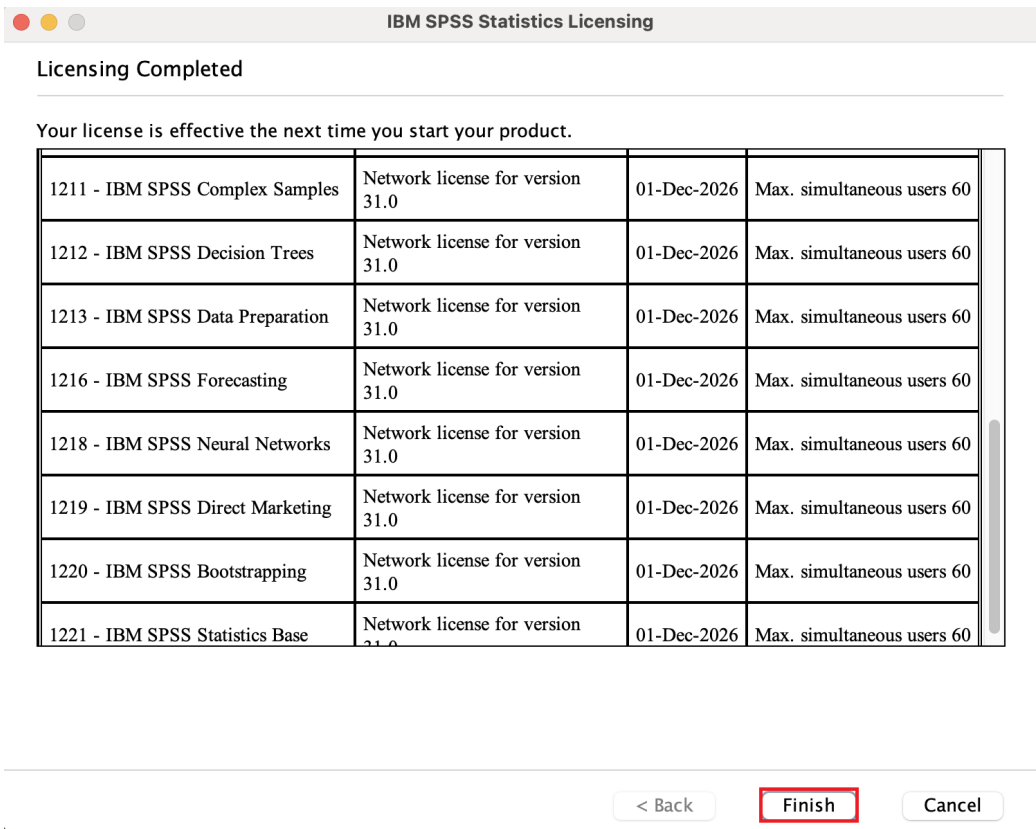 IBM SPSS Statistics Licensing
Licensing Completed
Your license is effective the next time you start your product.
1211 - IBM SPSS Complex Samples Network license for version 31.0 01-Dec-2026 Max. simultaneous users 60
1212 - IBM SPSS Decision Trees Network license for version 31.0 01-Dec-2026 Max. simultaneous users 60
1213 - IBM SPSS Data Preparation Network license for version 31.0 01-Dec-2026 Max. simultaneous users 60
1216 - IBM SPSS Forecasting Network license for version 31.0 01-Dec-2026 Max. simultaneous users 60
1218 - IBM SPSS Neural Networks Network license for version 31.0 01-Dec-2026 Max. simultaneous users 60
1219 - IBM SPSS Direct Marketing Network license for version 31.0 01-Dec-2026 Max. simultaneous users 60
1220 - IBM SPSS Bootstrapping Network license for version 31.0 01-Dec-2026 Max. simultaneous users 60
1221 - IBM SPSS Statistics Base Network license for version 31.0 01-Dec-2026 Max. simultaneous users 60
< Back Finish Cancel